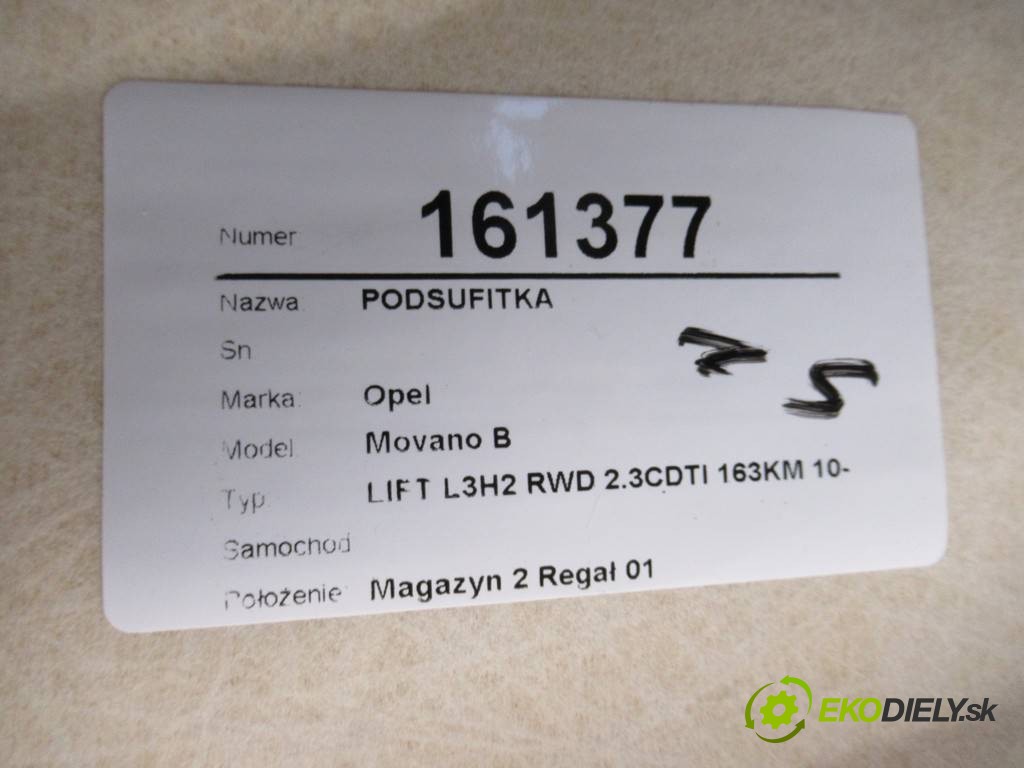 Numer 161377
Nazwa: PODSUFITKA
Sn
Marka: Opel
Model Movano B
Typ: LIFT L3H2 RWD 2.3CDTI 163KM 10-
Samochod
Położenie: Magazyn 2 Regał 01
EKODIELY.sk